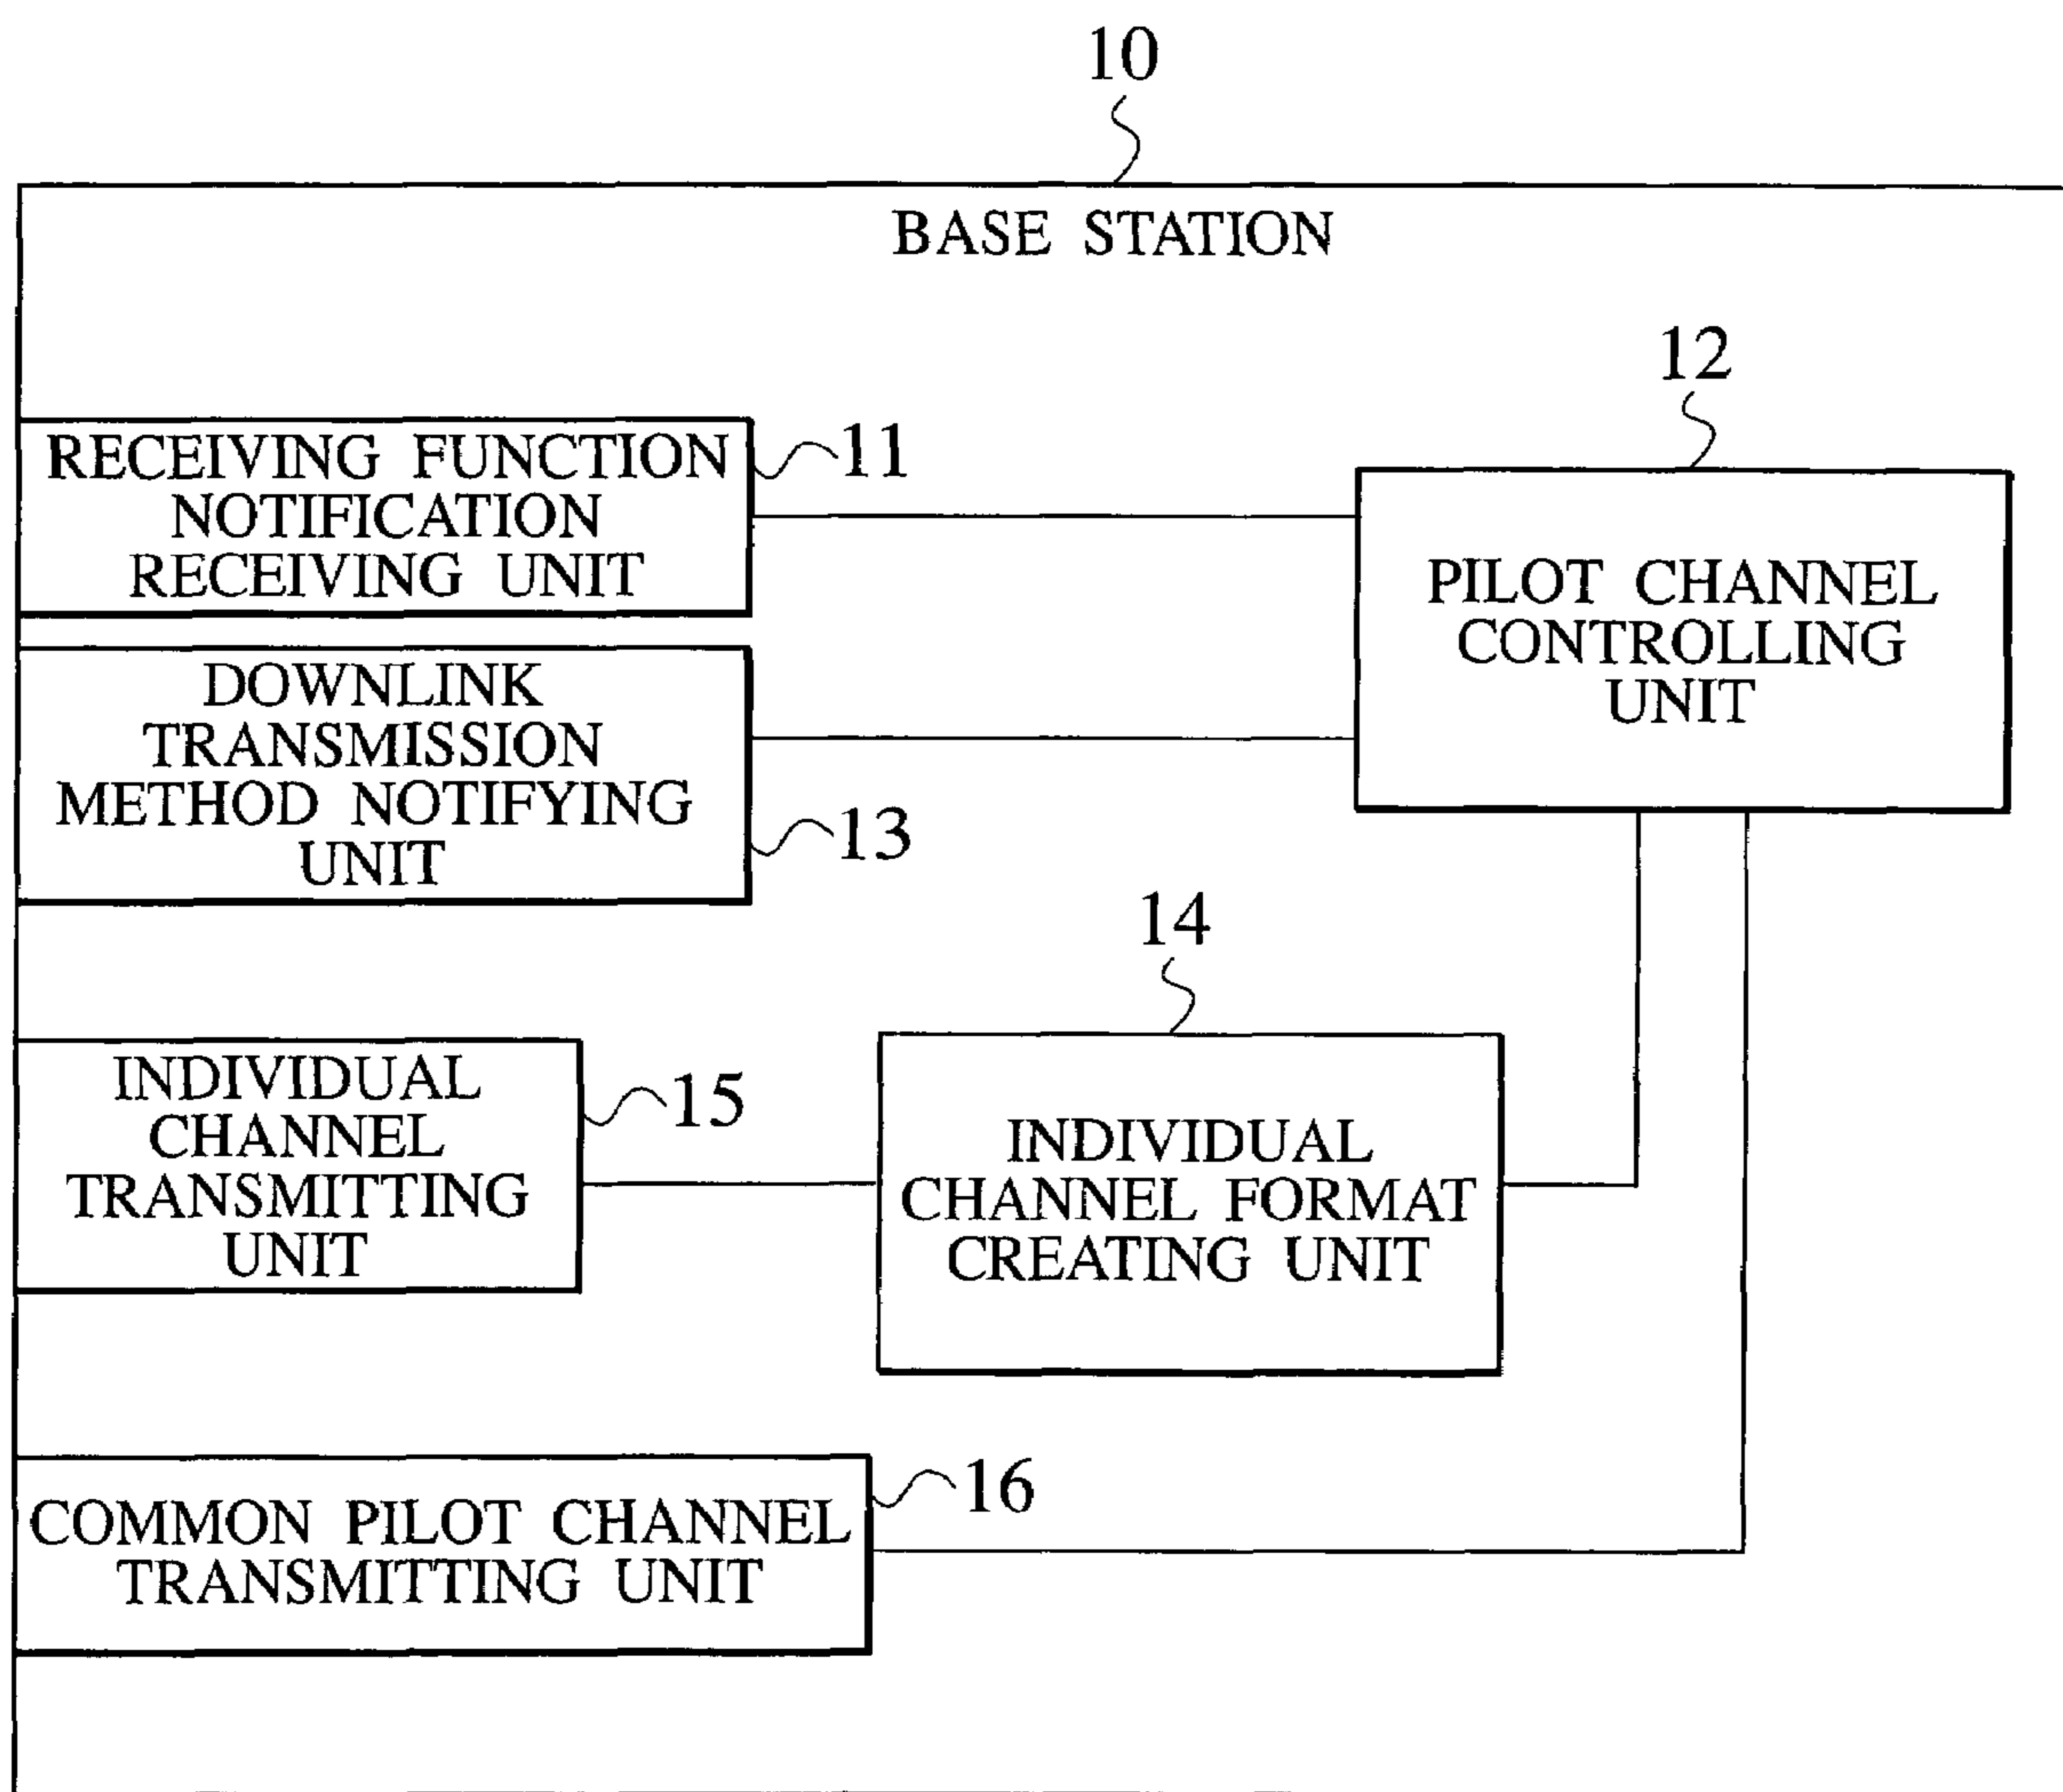 10
BASE STATION
12
RECEIVING FUNCTION
NOTIFICATION
RECEIVING UNIT
11
PILOT CHANNEL
CONTROLLING
UNIT
DOWNLINK
TRANSMISSION
METHOD NOTIFYING
UNIT
13
14
INDIVIDUAL
CHANNEL
TRANSMITTING
UNIT
15
INDIVIDUAL
CHANNEL FORMAT
CREATING UNIT
COMMON PILOT CHANNEL
TRANSMITTING UNIT
16